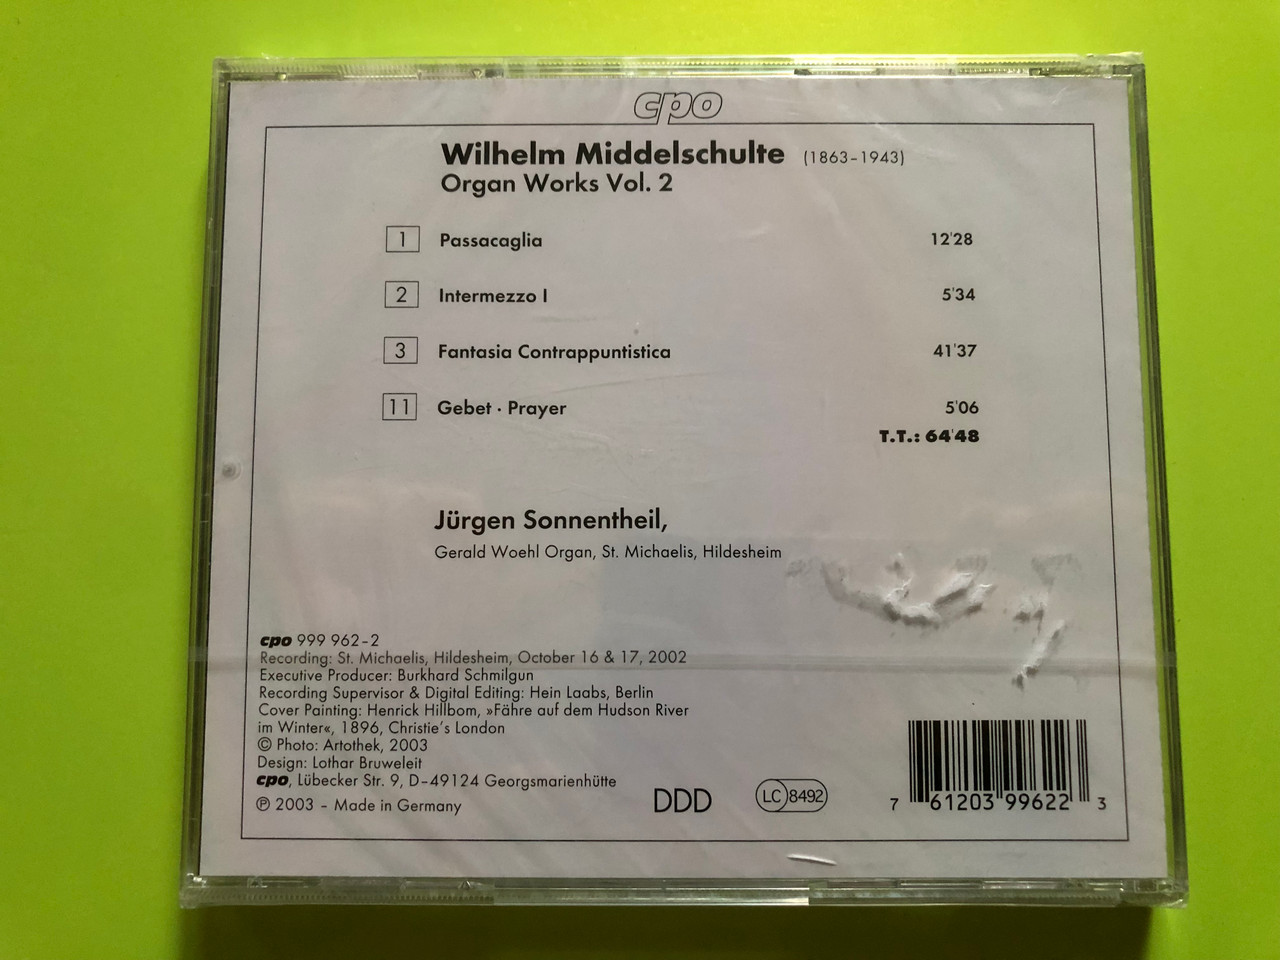 cpo
Wilhelm Middelschulte (1863-1943)
Organ Works Vol. 2
1 Passacaglia 12'28
2 Intermezzo I 5'34
3 Fantasia Contrappuntistica 41'37
11 Gebet · Prayer 5'06
T.T.: 64'48
Jürgen Sonnentheil,
Gerald Woehl Organ, St. Michaelis, Hildesheim
cpo 999 962-2
Recording: St. Michaelis, Hildesheim, October 16 & 17, 2002
Executive Producer: Burkhard Schmilgun
Recording Supervisor & Digital Editing: Hein Laabs, Berlin
Cover Painting: Henrick Hillbom, »Fähre auf dem Hudson River
im Winter«, 1896, Christie's London
© Photo: Artothek, 2003
Design: Lothar Bruweleit
cpo, Lübecker Str. 9, D-49124 Georgsmarienhütte
℗ 2003 - Made in Germany
DDD
LC 8492
7 61203 99622 3